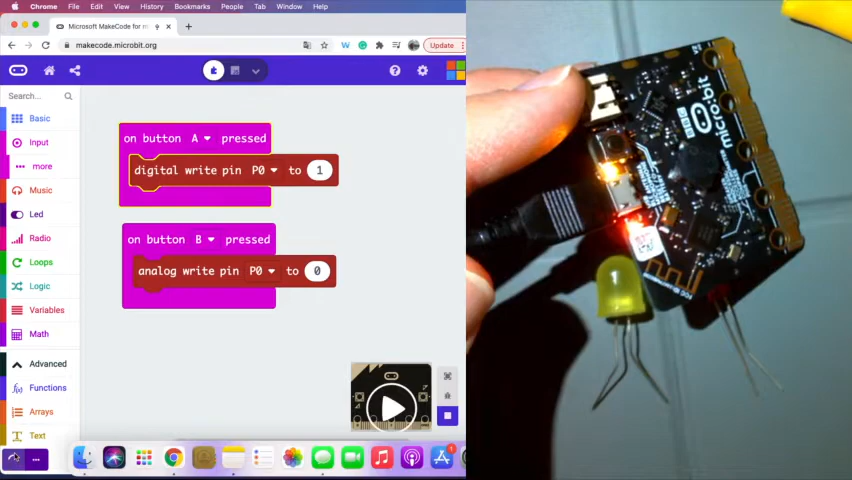 Chrome File Edit View History Bookmarks People Tab Window Help
Microsoft MakeCode for m
makecode.microbit.org
Update
Search...
Basic
Input
more
Music
Led
Radio
Loops
Logic
Variables
Math
Advanced
Functions
Arrays
Text
on button A pressed
digital write pin P0 to 1
on button B pressed
analog write pin P0 to 0
1
micro:bit